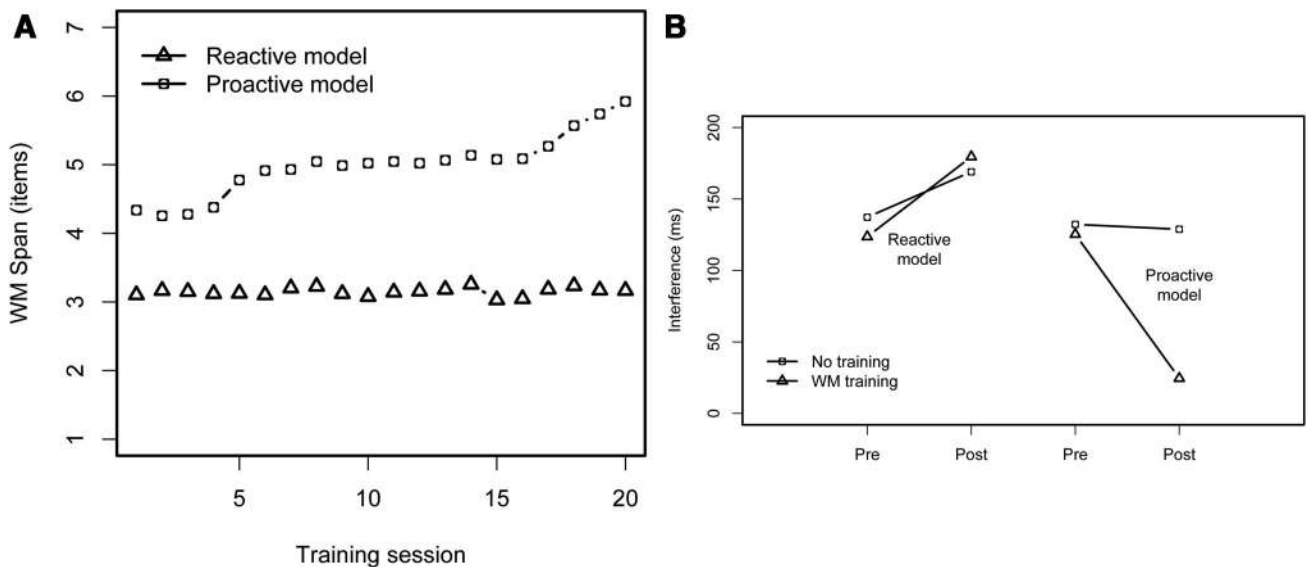 A
7
6
5
4
3
2
1
WM Span (items)
Reactive model
Proactive model
5
10
15
20
Training session
B
200
150
100
50
0
Interference (ms)
Reactive
model
Proactive
model
No training
WM training
Pre
Post
Pre
Post